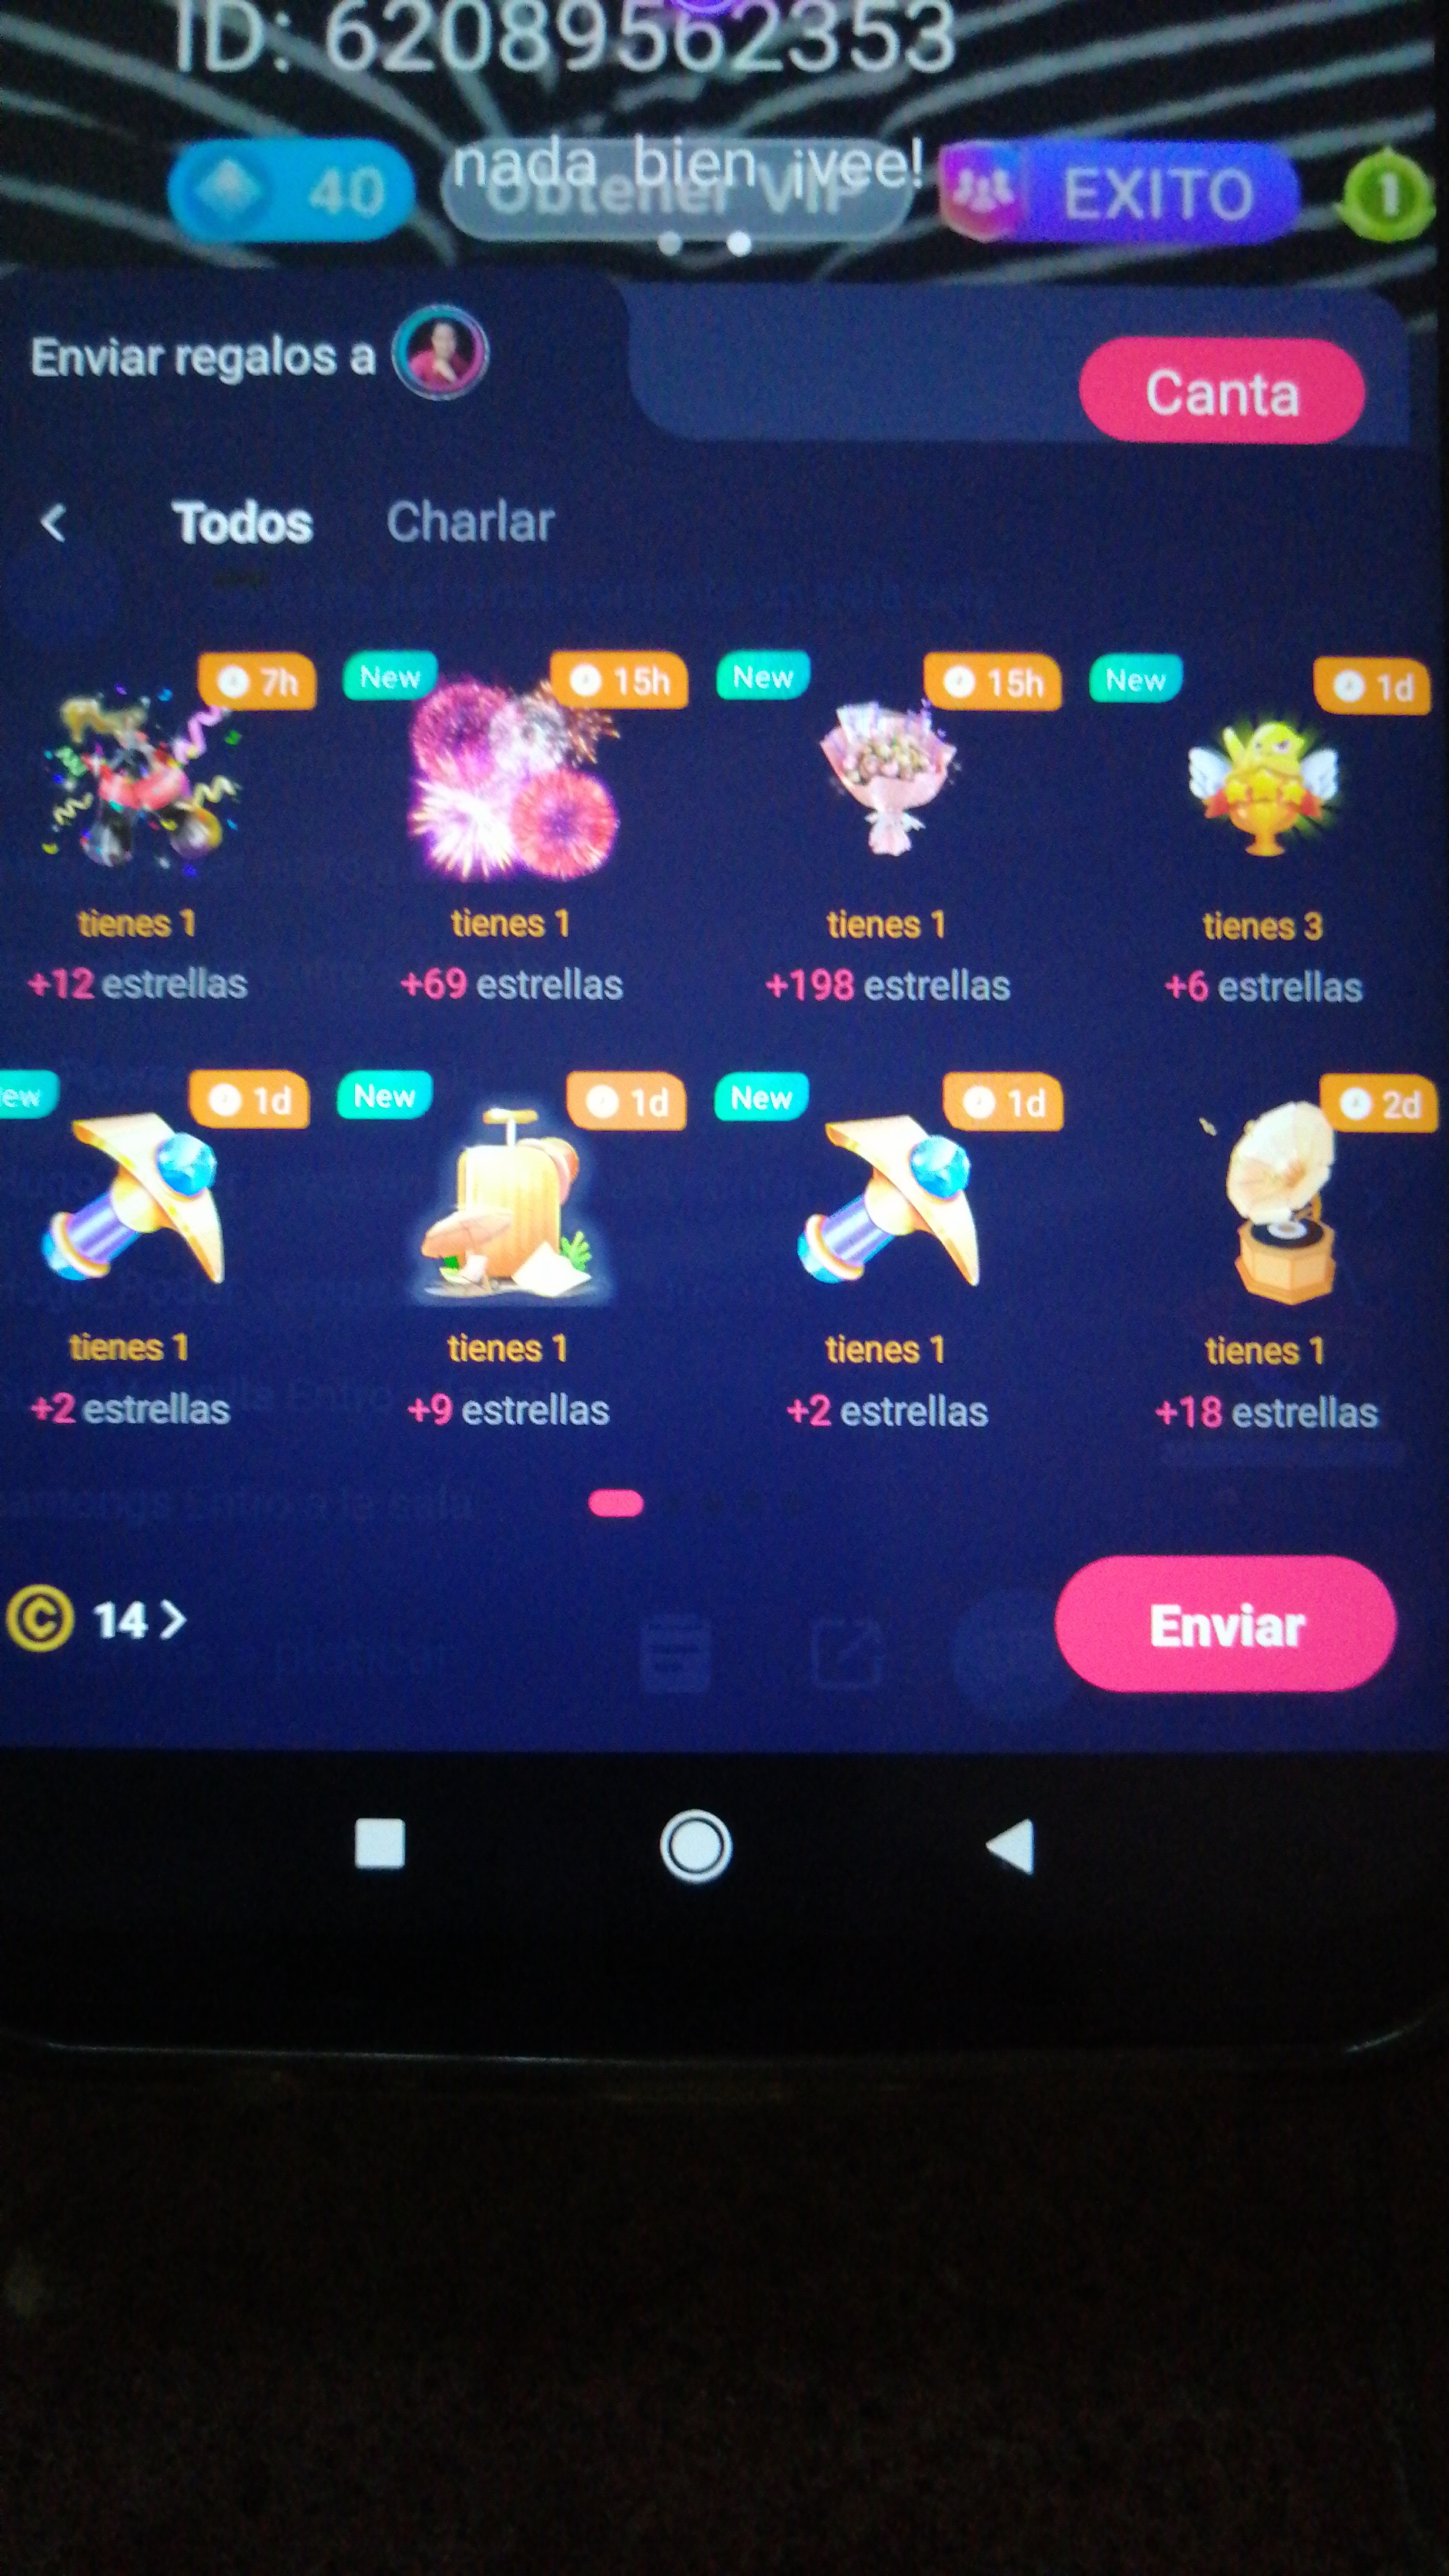 ID: 62089562353
nada bien ¡vee!
40 Obtener VIP EXITO 1
Enviar regalos a
Canta
Todos Charlar
7h New 15h New 15h New 1d
tienes 1 tienes 1 tienes 1 tienes 3
+12 estrellas +69 estrellas +198 estrellas +6 estrellas
ew 1d New 1d New 1d 2d
tienes 1 tienes 1 tienes 1 tienes 1
+2 estrellas +9 estrellas +2 estrellas +18 estrellas
C 14 >
Enviar